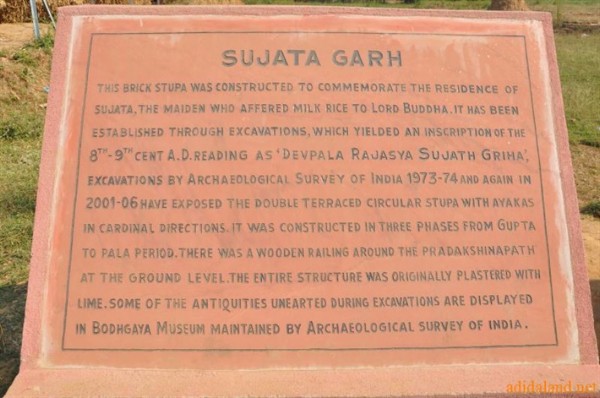 SUJATA GARH
THIS BRICK STUPA WAS CONSTRUCTED TO COMMEMORATE THE RESIDENCE OF
SUJATA, THE MAIDEN WHO AFFERED MILK RICE TO LORD BUDDHA. IT HAS BEEN
ESTABLISHED THROUGH EXCAVATIONS, WHICH YIELDED AN INSCRIPTION OF THE
8TH-9TH CENT A.D. READING AS 'DEVPALA RAJASYA SUJATH GRIHA',
EXCAVATIONS BY ARCHAEOLOGICAL SURVEY OF INDIA 1973-74 AND AGAIN IN
2001-06 HAVE EXPOSED THE DOUBLE TERRACED CIRCULAR STUPA WITH AYAKAS
IN CARDINAL DIRECTIONS. IT WAS CONSTRUCTED IN THREE PHASES FROM GUPTA
TO PALA PERIOD. THERE WAS A WOODEN RAILING AROUND THE PRADAKSHINAPATH
AT THE GROUND LEVEL. THE ENTIRE STRUCTURE WAS ORIGINALLY PLASTERED WITH
LIME. SOME OF THE ANTIQUITIES UNEARTED DURING EXCAVATIONS ARE DISPLAYED
IN BODHGAYA MUSEUM MAINTAINED BY ARCHAEOLOGICAL SURVEY OF INDIA.
adidaland.net